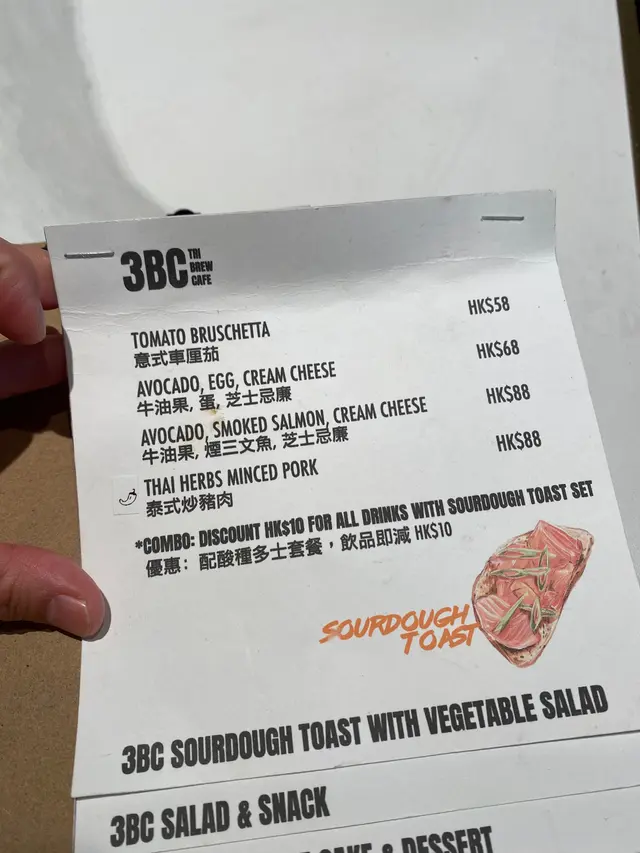 3BC TRI
BREW
CAFE
TOMATO BRUSCHETTA HK$58
意式車厘茄
AVOCADO, EGG, CREAM CHEESE HK$68
牛油果, 蛋, 芝士忌廉
AVOCADO, SMOKED SALMON, CREAM CHEESE HK$88
牛油果, 煙三文魚, 芝士忌廉
THAI HERBS MINCED PORK HK$88
泰式炒豬肉
*COMBO: DISCOUNT HK$10 FOR ALL DRINKS WITH SOURDOUGH TOAST SET
優惠: 配酸種多士套餐，飲品即減 HK$10
SOURDOUGH
TOAST
3BC SOURDOUGH TOAST WITH VEGETABLE SALAD
3BC SALAD & SNACK
CAKE & DESSERT